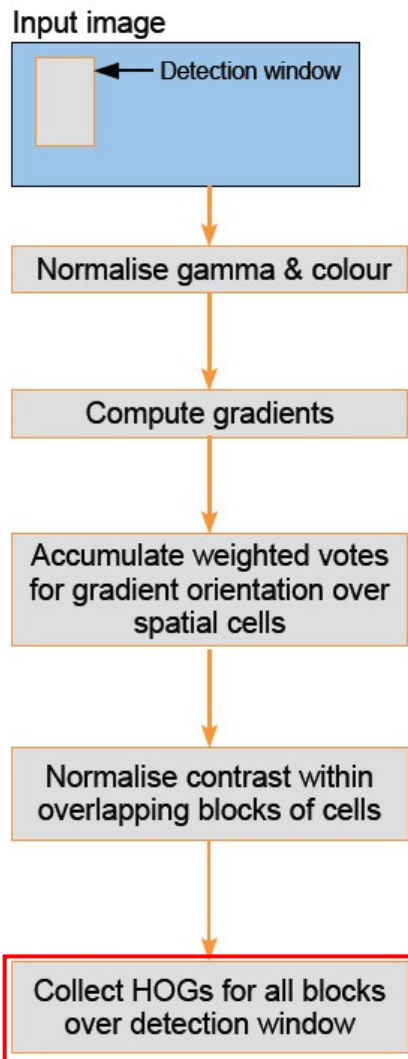 Input image
Detection window
Normalise gamma & colour
Compute gradients
Accumulate weighted votes
for gradient orientation over
spatial cells
Normalise contrast within
overlapping blocks of cells
Collect HOGs for all blocks
over detection window